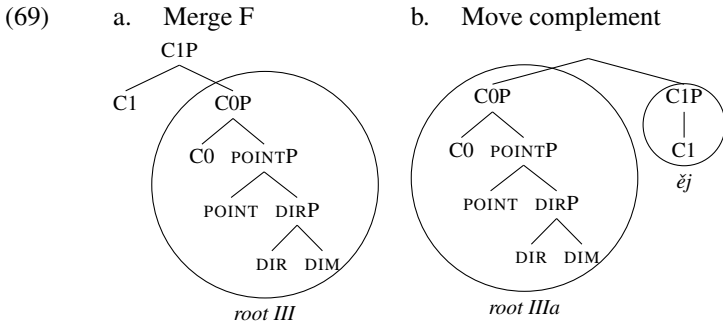 (69) a. Merge F b. Move complement
C1P
C1 C0P C0P C1P
C0 POINTP C0 POINTP C1
ěj
POINT DIRP POINT DIRP
DIR DIM DIR DIM
root III root IIIa